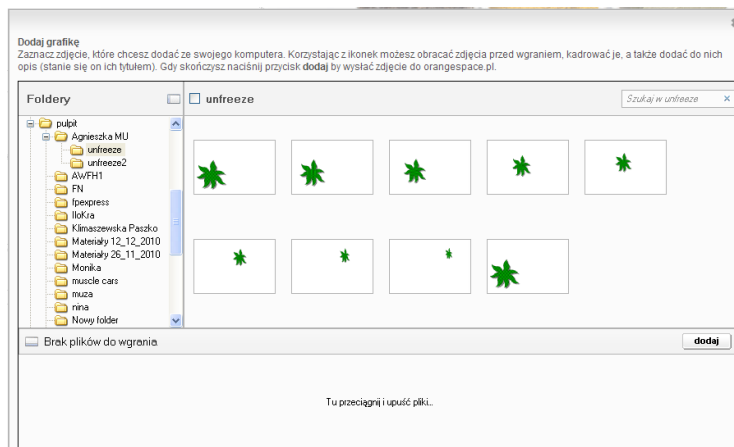 Dodaj grafikę
Zaznacz zdjęcie, które chcesz dodać ze swojego komputera. Korzystając z ikonek możesz obracać zdjęcia przed wgraniem, kadrować je, a także dodać do nich
opis (stanie się on ich tytułem). Gdy skończysz naciśnij przycisk dodaj by wysłać zdjęcie do orangespace.pl.
Foldery
unfreeze
Szukaj w unfreeze
pulpit
Agnieszka MU
unfreeze
unfreeze2
AWFH1
FN
fpexpress
IloKra
Klimaszewska Paszko
Materiały 12_12_2010
Materiały 26_11_2010
Monika
muscle cars
muza
nina
Nowy folder
Brak plików do wgrania
dodaj
Tu przeciągnij i upuść pliki...